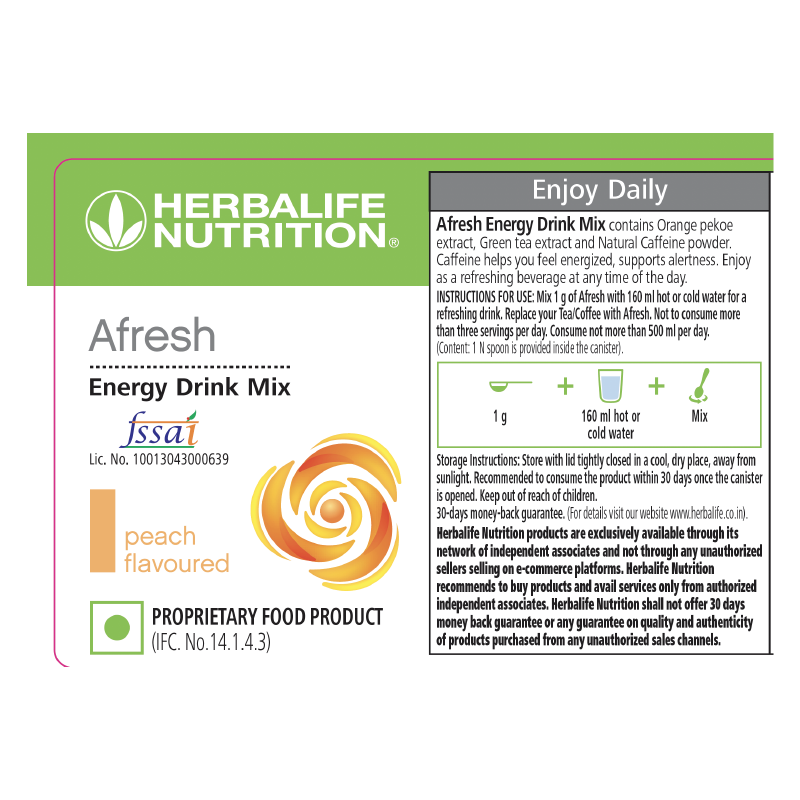 HERBALIFE
NUTRITION®
Afresh
Energy Drink Mix
fssai
Lic. No. 10013043000639
peach
flavoured
PROPRIETARY FOOD PRODUCT
(IFC. No.14.1.4.3)
Enjoy Daily
Afresh Energy Drink Mix contains Orange pekoe
extract, Green tea extract and Natural Caffeine powder.
Caffeine helps you feel energized, supports alertness. Enjoy
as a refreshing beverage at any time of the day.
INSTRUCTIONS FOR USE: Mix 1 g of Afresh with 160 ml hot or cold water for a
refreshing drink. Replace your Tea/Coffee with Afresh. Not to consume more
than three servings per day. Consume not more than 500 ml per day.
(Content: 1 N spoon is provided inside the canister).
+ +
1 g 160 ml hot or Mix
cold water
Storage Instructions: Store with lid tightly closed in a cool, dry place, away from
sunlight. Recommended to consume the product within 30 days once the canister
is opened. Keep out of reach of children.
30-days money-back guarantee. (For details visit our website www.herbalife.co.in).
Herbalife Nutrition products are exclusively available through its
network of independent associates and not through any unauthorized
sellers selling on e-commerce platforms. Herbalife Nutrition
recommends to buy products and avail services only from authorized
independent associates. Herbalife Nutrition shall not offer 30 days
money back guarantee or any guarantee on quality and authenticity
of products purchased from any unauthorized sales channels.